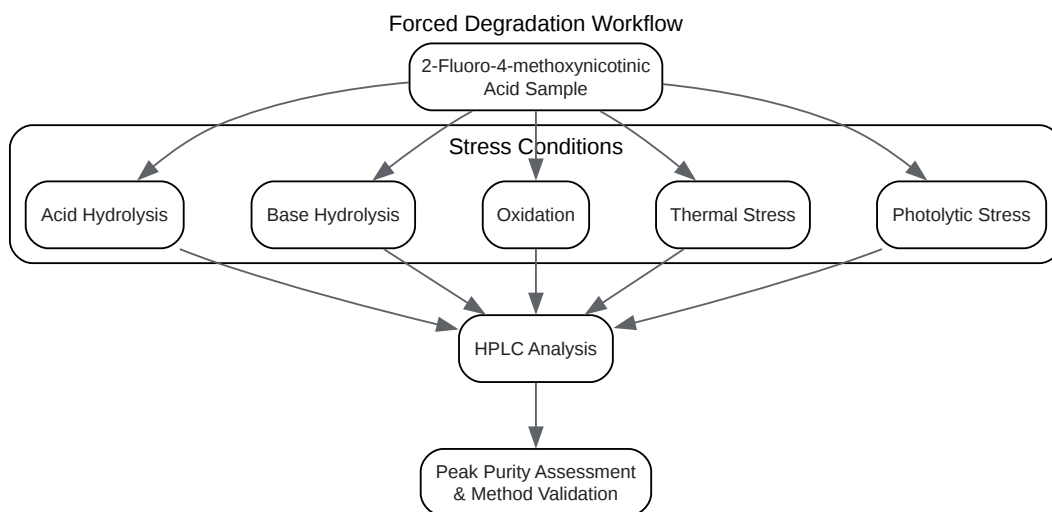 Forced Degradation Workflow
2-Fluoro-4-methoxynicotinic
Acid Sample
Stress Conditions
Acid Hydrolysis
Base Hydrolysis
Oxidation
Thermal Stress
Photolytic Stress
HPLC Analysis
Peak Purity Assessment
& Method Validation